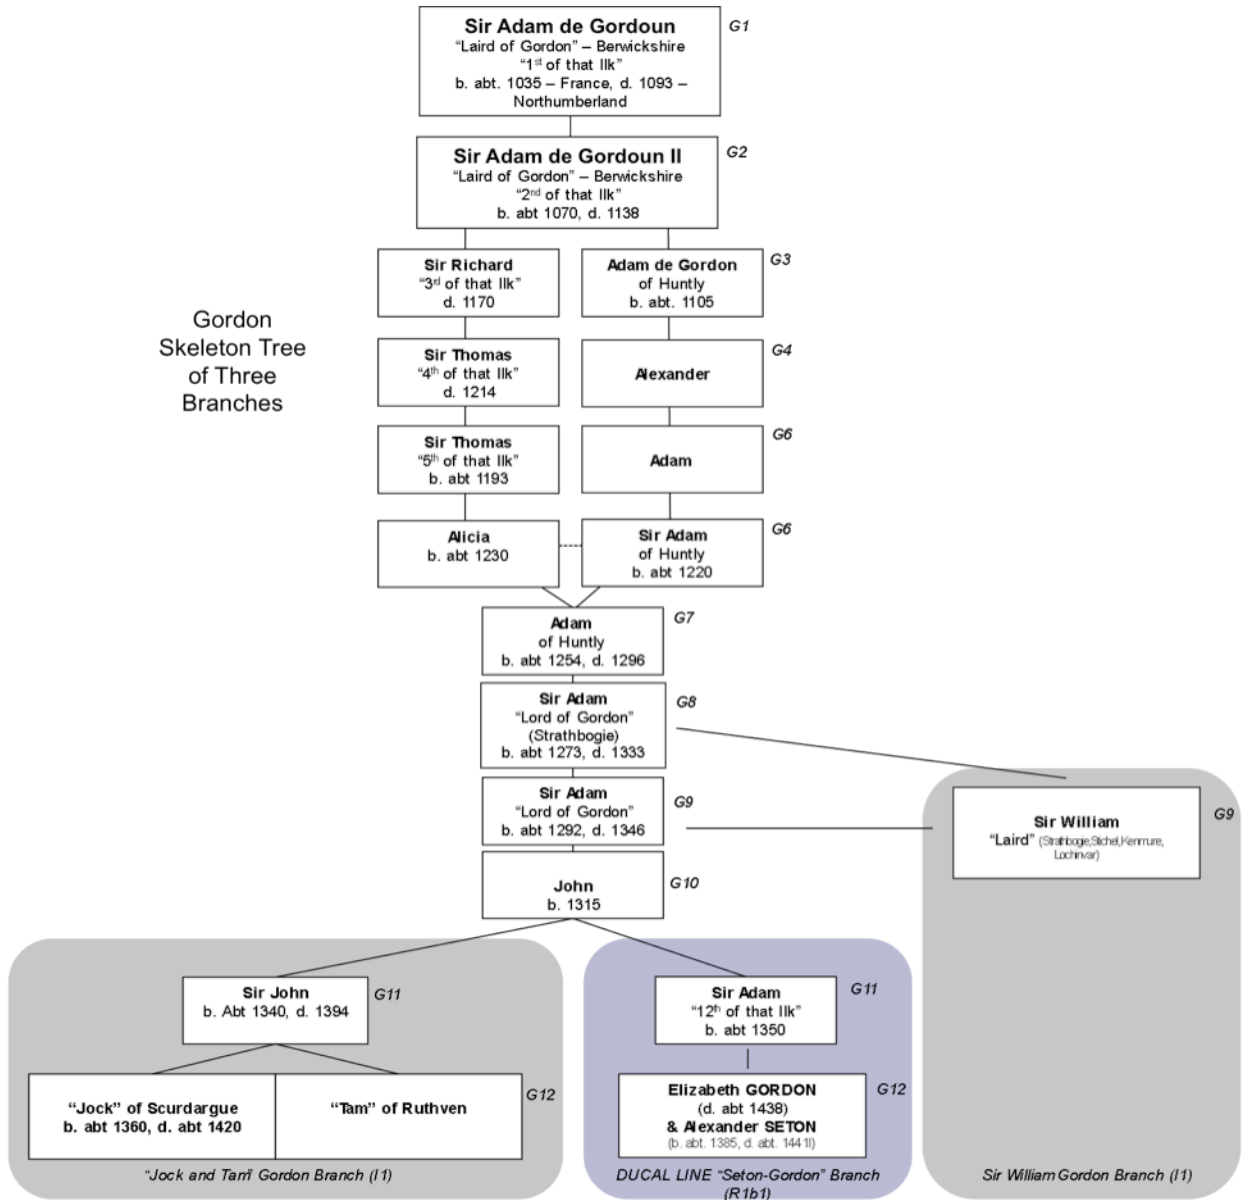 Sir Adam de Gordoun
"Laird of Gordon" – Berwickshire
"1st of that Ilk"
b. abt. 1035 – France, d. 1093 –
Northumberland
G1
Sir Adam de Gordoun II
"Laird of Gordon" – Berwickshire
"2nd of that Ilk"
b. abt 1070, d. 1138
G2
Gordon
Skeleton Tree
of Three
Branches
Sir Richard
"3rd of that Ilk"
d. 1170
Adam de Gordon
of Huntly
b. abt. 1105
G3
Sir Thomas
"4th of that Ilk"
d. 1214
Alexander
G4
Sir Thomas
"5th of that Ilk"
b. abt 1193
Adam
G6
Alicia
b. abt 1230
Sir Adam
of Huntly
b. abt 1220
G6
Adam
of Huntly
b. abt 1254, d. 1296
G7
Sir Adam
"Lord of Gordon"
(Strathbogie)
b. abt 1273, d. 1333
G8
Sir Adam
"Lord of Gordon"
b. abt 1292, d. 1346
G9
Sir William
"Laird" (Strathbogie,Stichel,Kenmure,
Lochinvar)
G9
John
b. 1315
G10
Sir John
b. Abt 1340, d. 1394
G11
Sir Adam
"12th of that Ilk"
b. abt 1350
G11
"Jock" of Scurdargue
b. abt 1360, d. abt 1420
"Tam" of Ruthven
G12
Elizabeth GORDON
(d. abt 1438)
& Alexander SETON
(b. abt. 1385, d. abt. 1441l)
G12
"Jock and Tam" Gordon Branch (I1)
DUCAL LINE "Seton-Gordon" Branch
(R1b1)
Sir William Gordon Branch (I1)